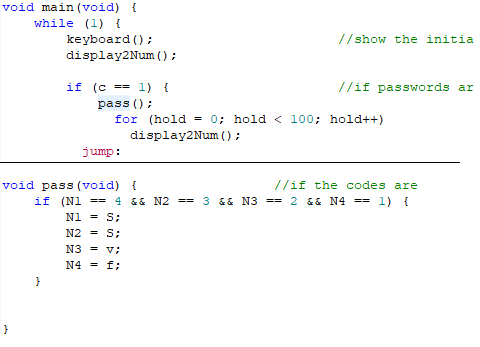 void main(void) {
while (1) {
keyboard(); //show the initia
display2Num();
if (c == 1) { //if passwords ar
pass();
for (hold = 0; hold < 100; hold++)
display2Num();
jump:
void pass(void) { //if the codes are
if (N1 == 4 && N2 == 3 && N3 == 2 && N4 == 1) {
N1 = S;
N2 = S;
N3 = v;
N4 = f;
}
}